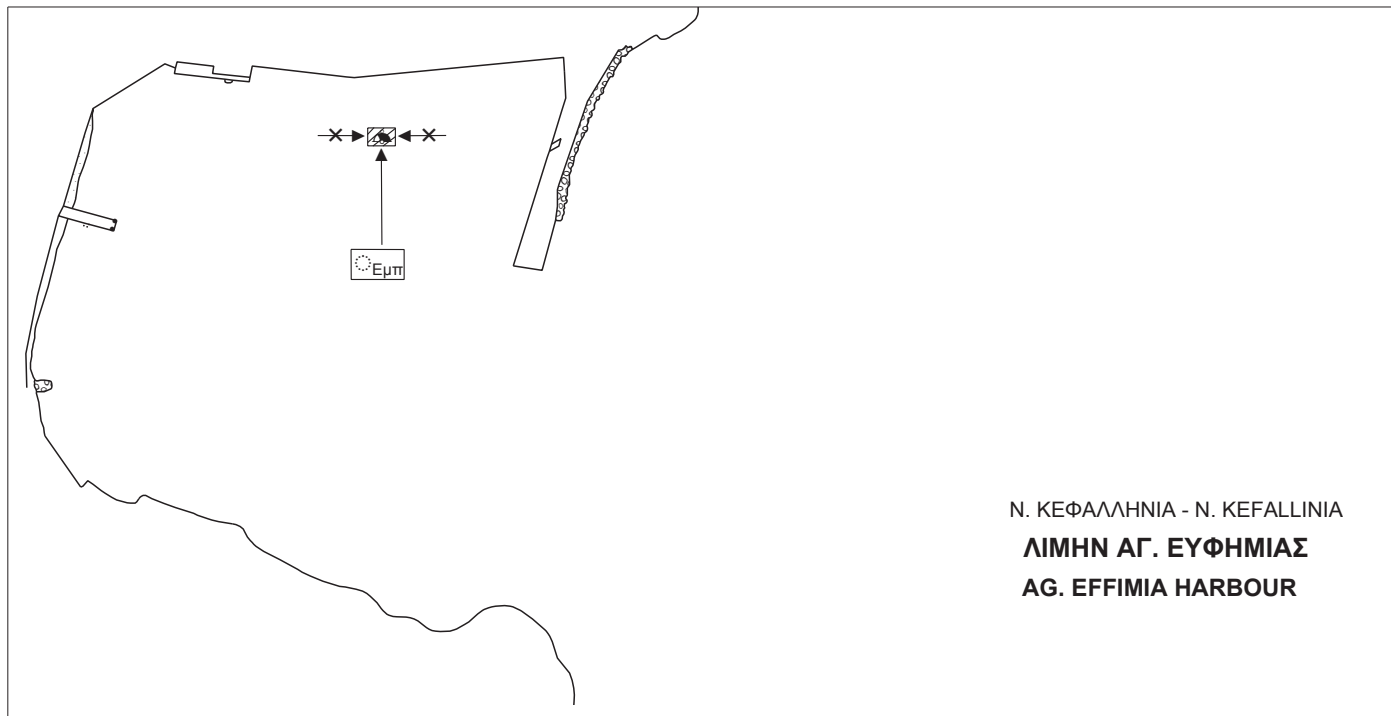 Εμπ
Ν. ΚΕΦΑΛΛΗΝΙΑ - N. KEFALLINIA
ΛΙΜΗΝ ΑΓ. ΕΥΦΗΜΙΑΣ
AG. EFFIMIA HARBOUR